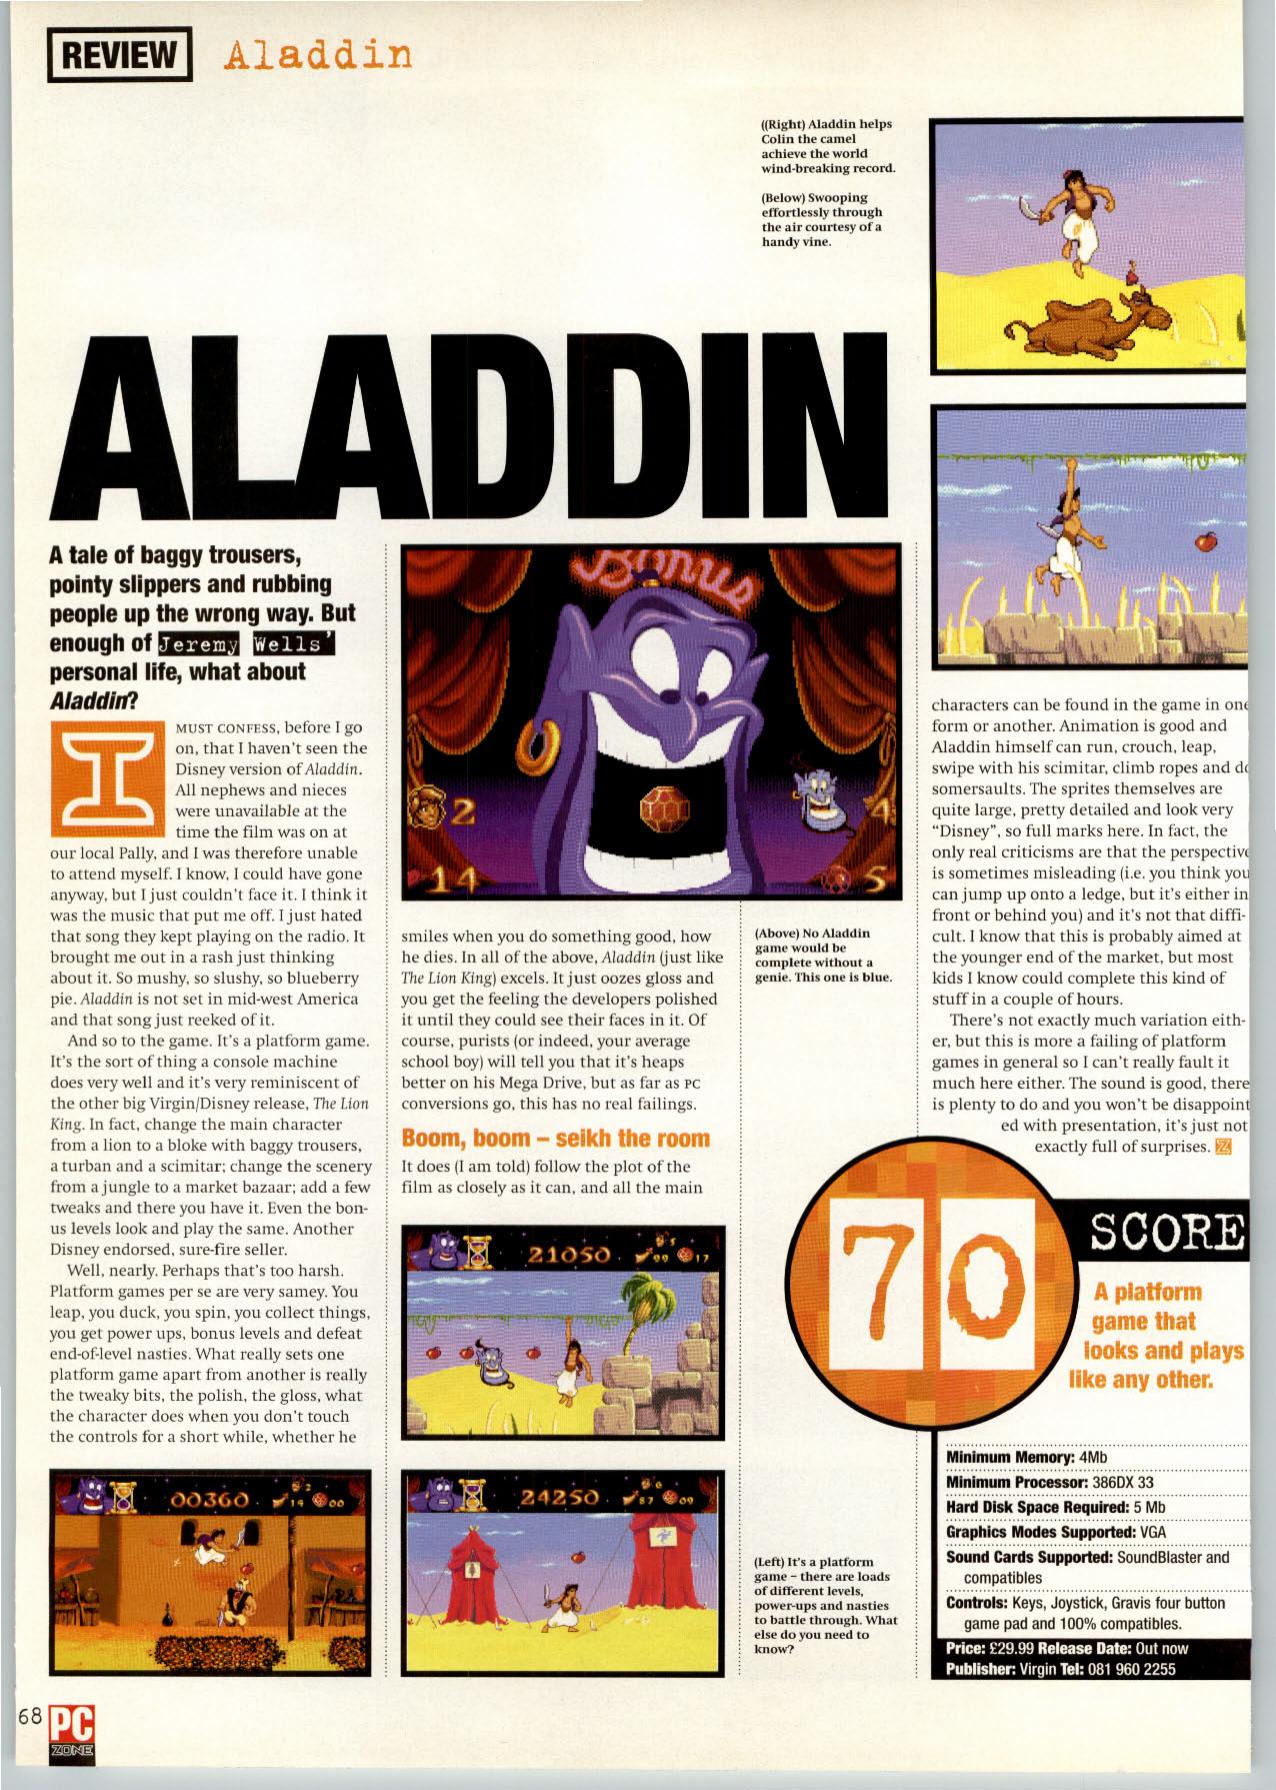 REVIEW Aladdin
((Right) Aladdin helps
Colin the camel
achieve the world
wind-breaking record.
(Below) Swooping
effortlessly through
the air courtesy of a
handy vine.
ALADDIN
A tale of baggy trousers,
pointy slippers and rubbing
people up the wrong way. But
enough of Jeremy Wells'
personal life, what about
Aladdin?
I MUST CONFESS, before I go
on, that I haven't seen the
Disney version of Aladdin.
All nephews and nieces
were unavailable at the
time the film was on at
our local Pally, and I was therefore unable
to attend myself. I know, I could have gone
anyway, but I just couldn't face it. I think it
was the music that put me off. I just hated
that song they kept playing on the radio. It
brought me out in a rash just thinking
about it. So mushy, so slushy, so blueberry
pie. Aladdin is not set in mid-west America
and that song just reeked of it.
And so to the game. It's a platform game.
It's the sort of thing a console machine
does very well and it's very reminiscent of
the other big Virgin/Disney release, The Lion
King. In fact, change the main character
from a lion to a bloke with baggy trousers,
a turban and a scimitar; change the scenery
from a jungle to a market bazaar; add a few
tweaks and there you have it. Even the bon-
us levels look and play the same. Another
Disney endorsed, sure-fire seller.
Well, nearly. Perhaps that's too harsh.
Platform games per se are very samey. You
leap, you duck, you spin, you collect things,
you get power ups, bonus levels and defeat
end-of-level nasties. What really sets one
platform game apart from another is really
the tweaky bits, the polish, the gloss, what
the character does when you don't touch
the controls for a short while, whether he
00360 2 14 00
Bonus
2 4
14 5
(Above) No Aladdin
game would be
complete without a
genie. This one is blue.
smiles when you do something good, how
he dies. In all of the above, Aladdin (just like
The Lion King) excels. It just oozes gloss and
you get the feeling the developers polished
it until they could see their faces in it. Of
course, purists (or indeed, your average
school boy) will tell you that it's heaps
better on his Mega Drive, but as far as PC
conversions go, this has no real failings.
Boom, boom – seikh the room
It does (I am told) follow the plot of the
film as closely as it can, and all the main
21050 5 99 17
24250 6 87 09
(Left) It's a platform
game – there are loads
of different levels,
power-ups and nasties
to battle through. What
else do you need to
know?
characters can be found in the game in one
form or another. Animation is good and
Aladdin himself can run, crouch, leap,
swipe with his scimitar, climb ropes and do
somersaults. The sprites themselves are
quite large, pretty detailed and look very
"Disney", so full marks here. In fact, the
only real criticisms are that the perspective
is sometimes misleading (i.e. you think you
can jump up onto a ledge, but it's either in
front or behind you) and it's not that diffi-
cult. I know that this is probably aimed at
the younger end of the market, but most
kids I know could complete this kind of
stuff in a couple of hours.
There's not exactly much variation eith-
er, but this is more a failing of platform
games in general so I can't really fault it
much here either. The sound is good, there
is plenty to do and you won't be disappoint
ed with presentation, it's just not
exactly full of surprises. Z
70
SCORE
A platform
game that
looks and plays
like any other.
Minimum Memory: 4Mb
Minimum Processor: 386DX 33
Hard Disk Space Required: 5 Mb
Graphics Modes Supported: VGA
Sound Cards Supported: SoundBlaster and
compatibles
Controls: Keys, Joystick, Gravis four button
game pad and 100% compatibles.
Price: £29.99 Release Date: Out now
Publisher: Virgin Tel: 081 960 2255
68 PC
ZONE